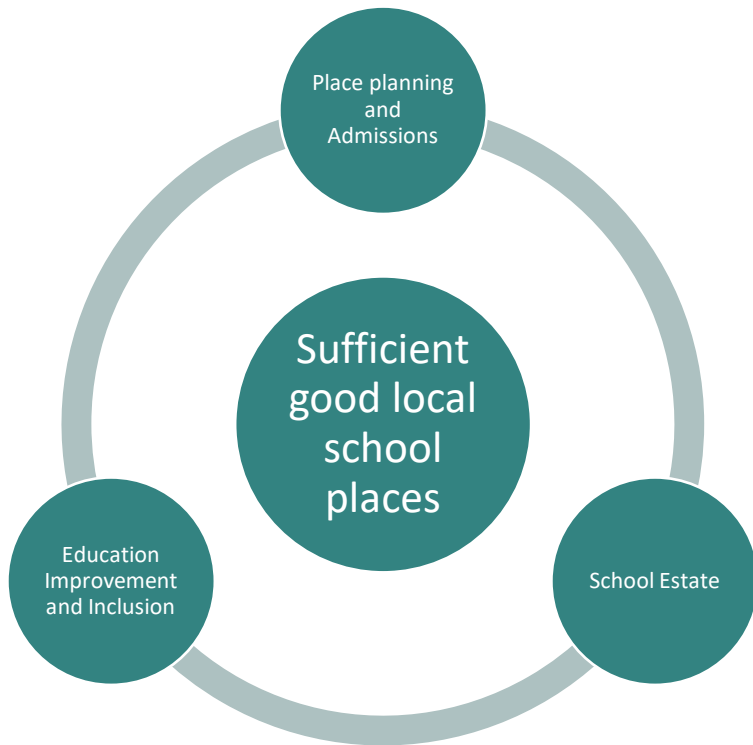 Place planning
and
Admissions
Sufficient
good local
school
places
Education
Improvement
and Inclusion
School Estate